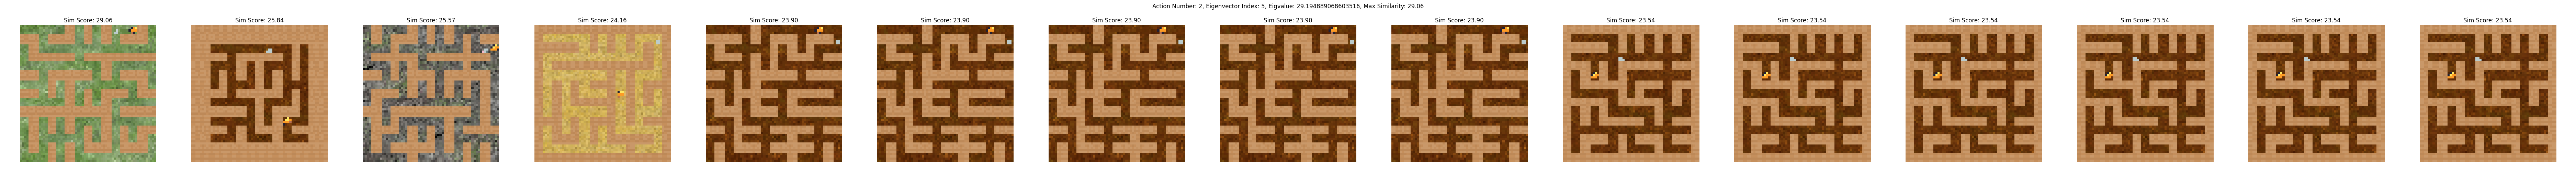 Action Number: 2, Eigenvector Index: 5, Eigvalue: 29.194889068603516, Max Similarity: 29.06
Sim Score: 29.06
Sim Score: 25.84
Sim Score: 25.57
Sim Score: 24.16
Sim Score: 23.90
Sim Score: 23.90
Sim Score: 23.90
Sim Score: 23.90
Sim Score: 23.90
Sim Score: 23.54
Sim Score: 23.54
Sim Score: 23.54
Sim Score: 23.54
Sim Score: 23.54
Sim Score: 23.54